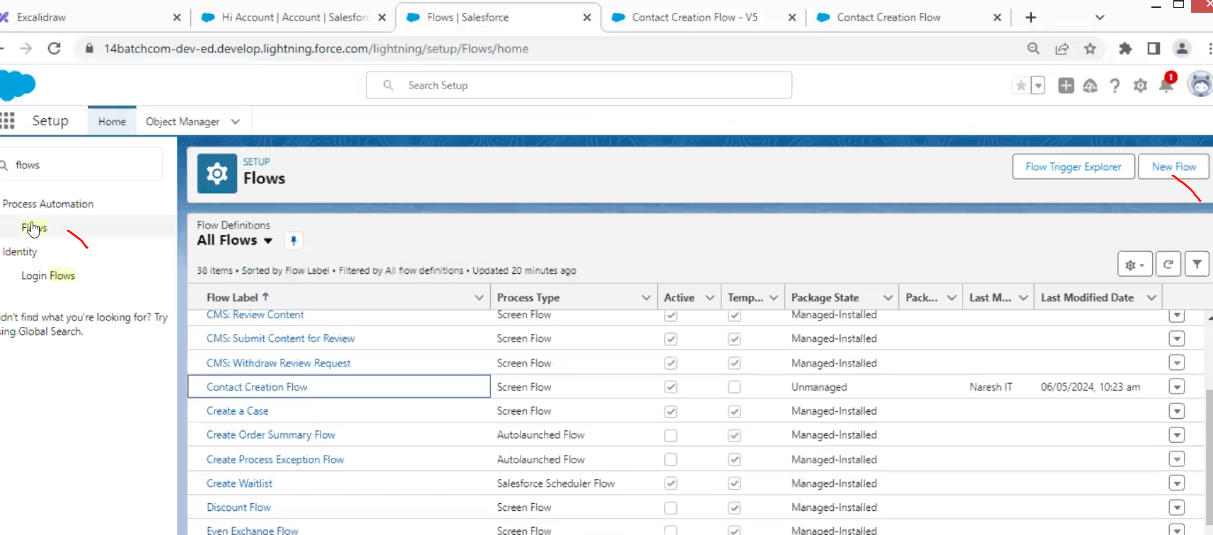 Excalidraw
Hi Account | Account | Salesforc
Flows | Salesforce
Contact Creation Flow - V5
Contact Creation Flow
14batchcom-dev-ed.develop.lightning.force.com/lightning/setup/Flows/home
Search Setup
1
Setup
Home
Object Manager
flows
Process Automation
Flows
Identity
Login Flows
dn't find what you're looking for? Try
ing Global Search.
SETUP
Flows
Flow Trigger Explorer
New Flow
Flow Definitions
All Flows
38 items • Sorted by Flow Label • Filtered by All flow definitions • Updated 20 minutes ago
Flow Label Process Type Active Temp... Package State Pack... Last M... Last Modified Date
CMS: Review Content Screen Flow Managed-Installed
CMS: Submit Content for Review Screen Flow Managed-Installed
CMS: Withdraw Review Request Screen Flow Managed-Installed
Contact Creation Flow Screen Flow Unmanaged Naresh IT 06/05/2024, 10:23 am
Create a Case Screen Flow Managed-Installed
Create Order Summary Flow Autolaunched Flow Managed-Installed
Create Process Exception Flow Autolaunched Flow Managed-Installed
Create Waitlist Salesforce Scheduler Flow Managed-Installed
Discount Flow Screen Flow Managed-Installed
Even Exchange Flow Screen Flow Managed-Installed